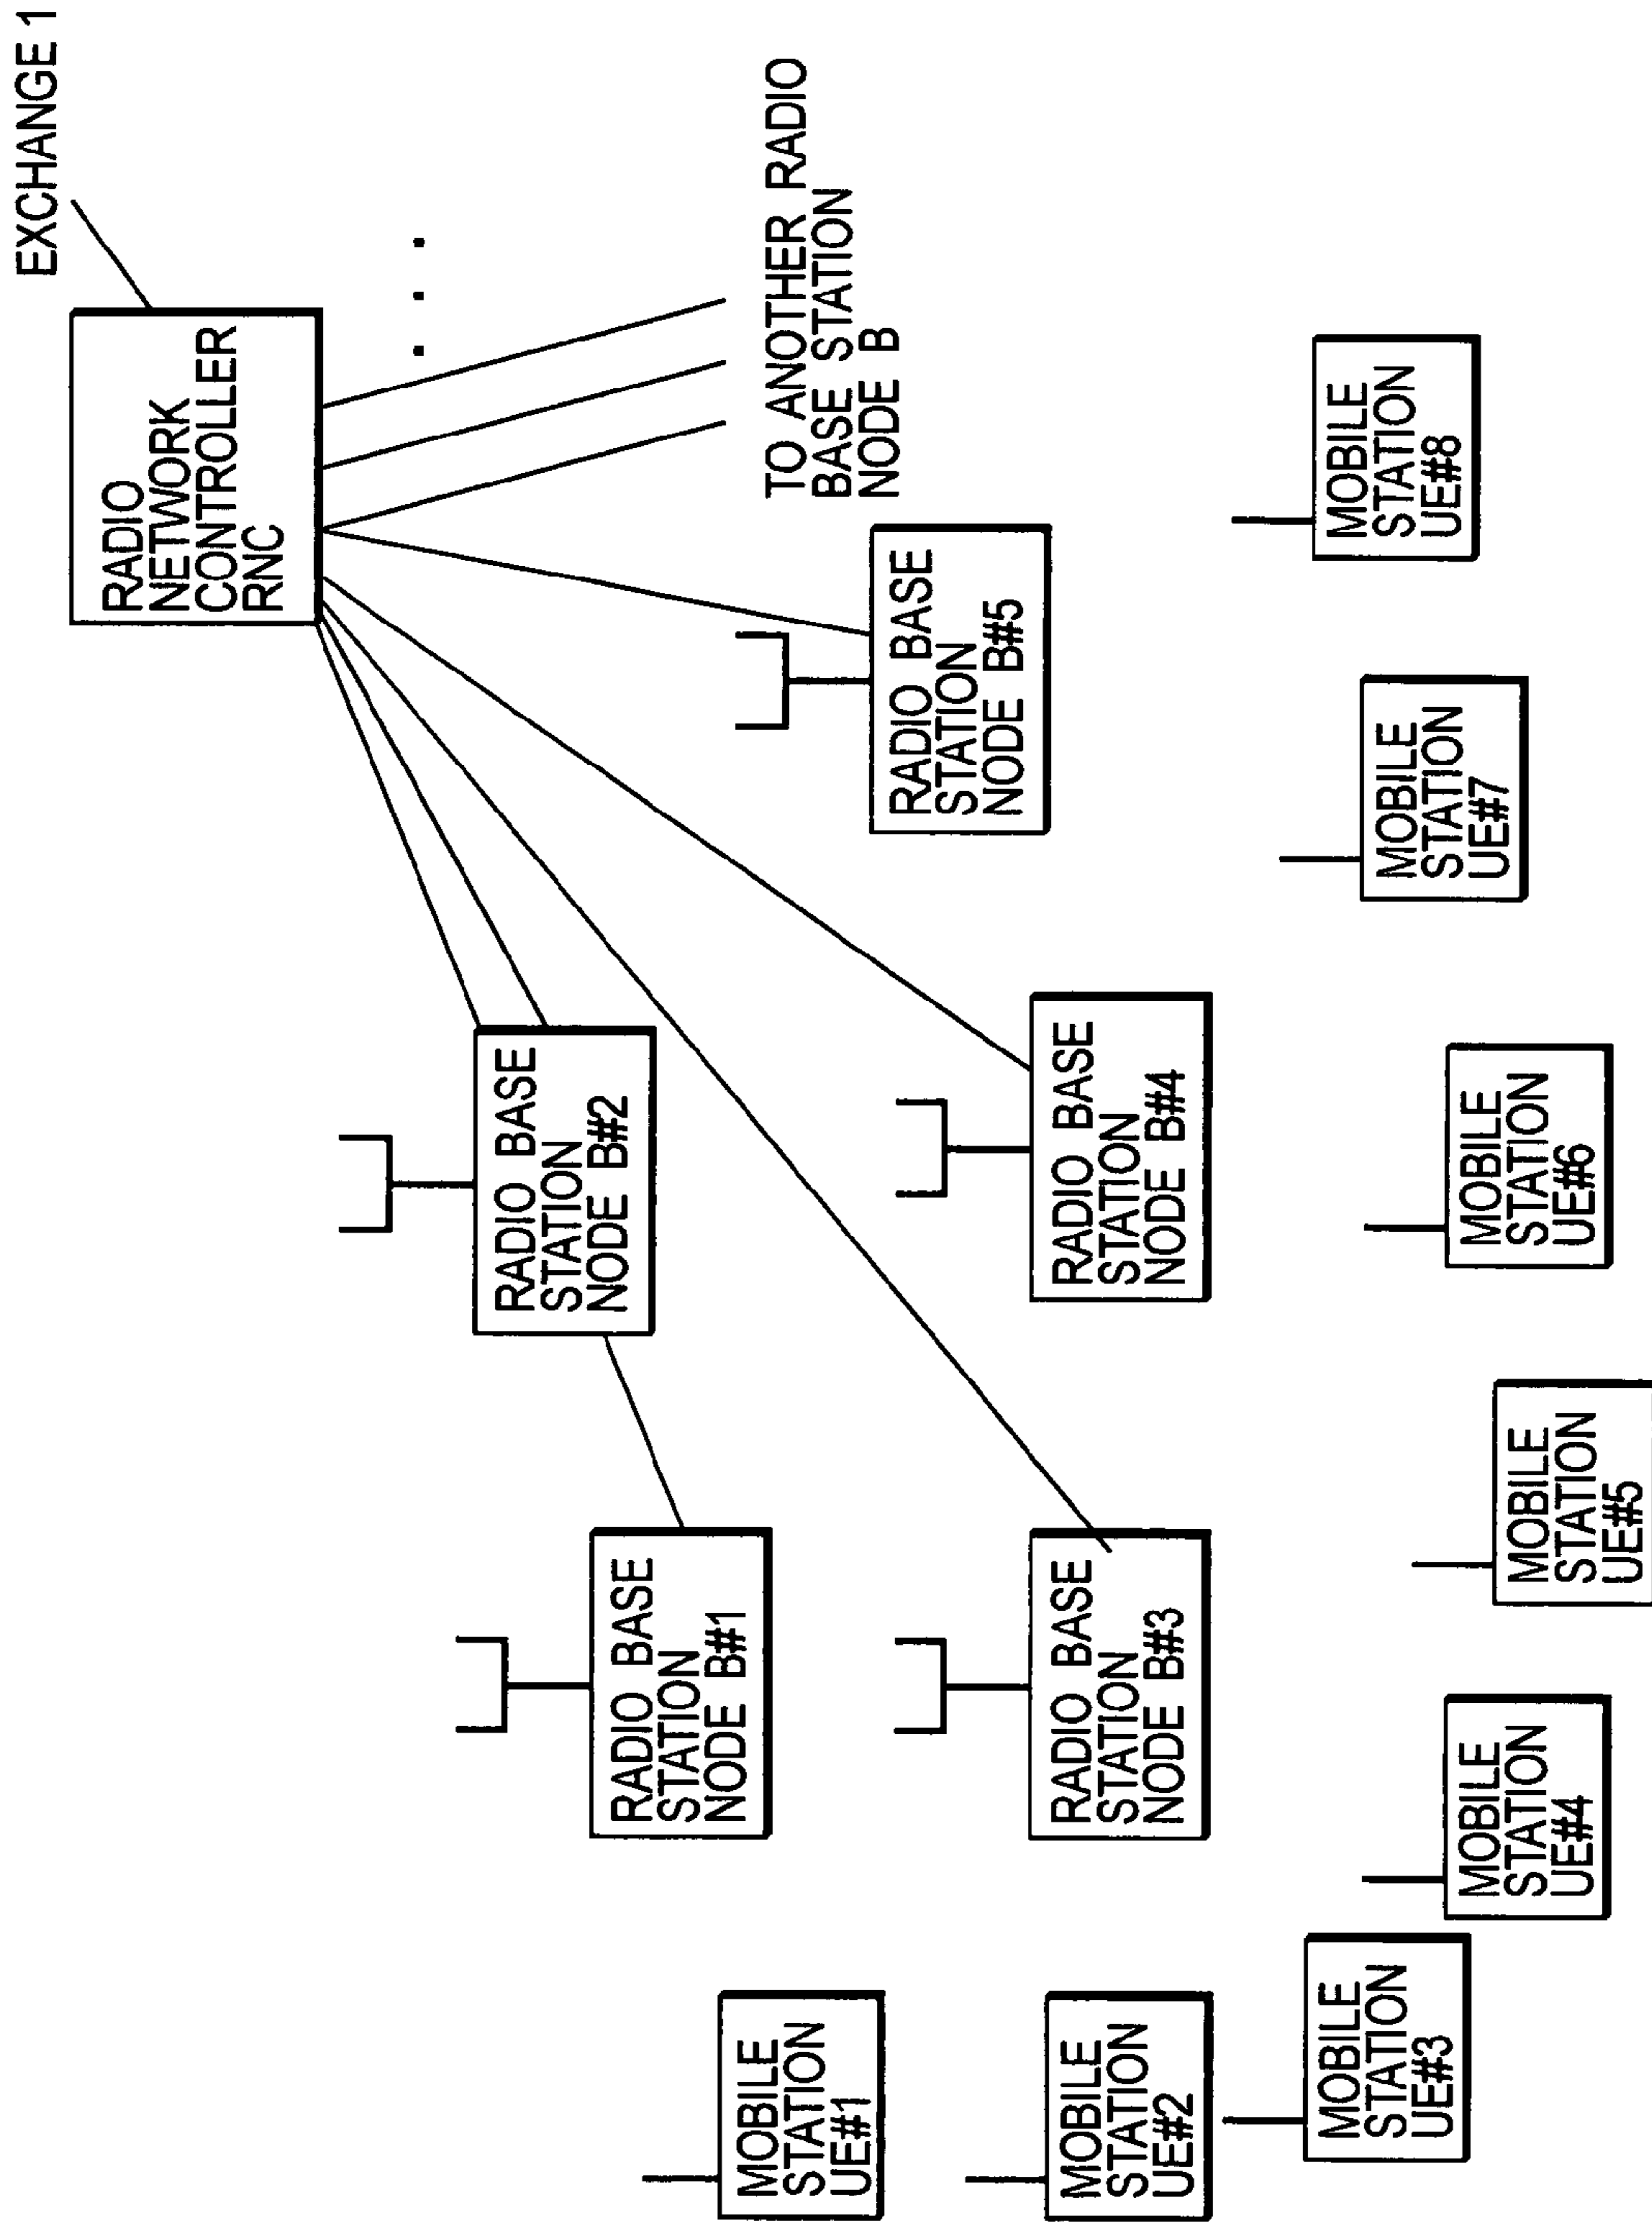 EXCHANGE 1
RADIO
NETWORK
CONTROLLER
RNC
. . .
TO ANOTHER RADIO
BASE STATION
NODE B
RADIO BASE
STATION
NODE B#2
RADIO BASE
STATION
NODE B#1
RADIO BASE
STATION
NODE B#5
RADIO BASE
STATION
NODE B#4
RADIO BASE
STATION
NODE B#3
MOBILE
STATION
UE#1
MOBILE
STATION
UE#2
MOBILE
STATION
UE#3
MOBILE
STATION
UE#4
MOBILE
STATION
UE#5
MOBILE
STATION
UE#6
MOBILE
STATION
UE#7
MOBILE
STATION
UE#8